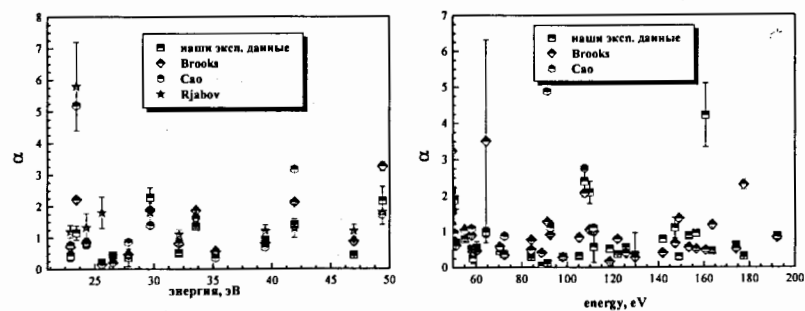 8
7
6
5
4
3
2
1
0
α
25 30 35 40 45 50
энергия, эВ
наши эксп. данные
Brooks
Cao
Rjabov
7
6
5
4
3
2
1
0
α
60 80 100 120 140 160 180 200
energy, eV
наши эксп. данные
Brooks
Cao